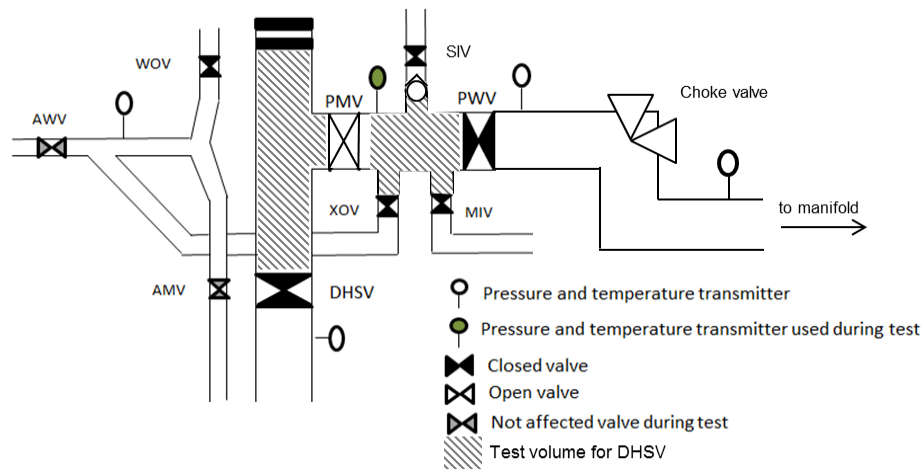 WOV
SIV
AWV
PMV
PWV
Choke valve
XOV
MIV
to manifold
AMV
DHSV
Pressure and temperature transmitter
Pressure and temperature transmitter used during test
Closed valve
Open valve
Not affected valve during test
Test volume for DHSV